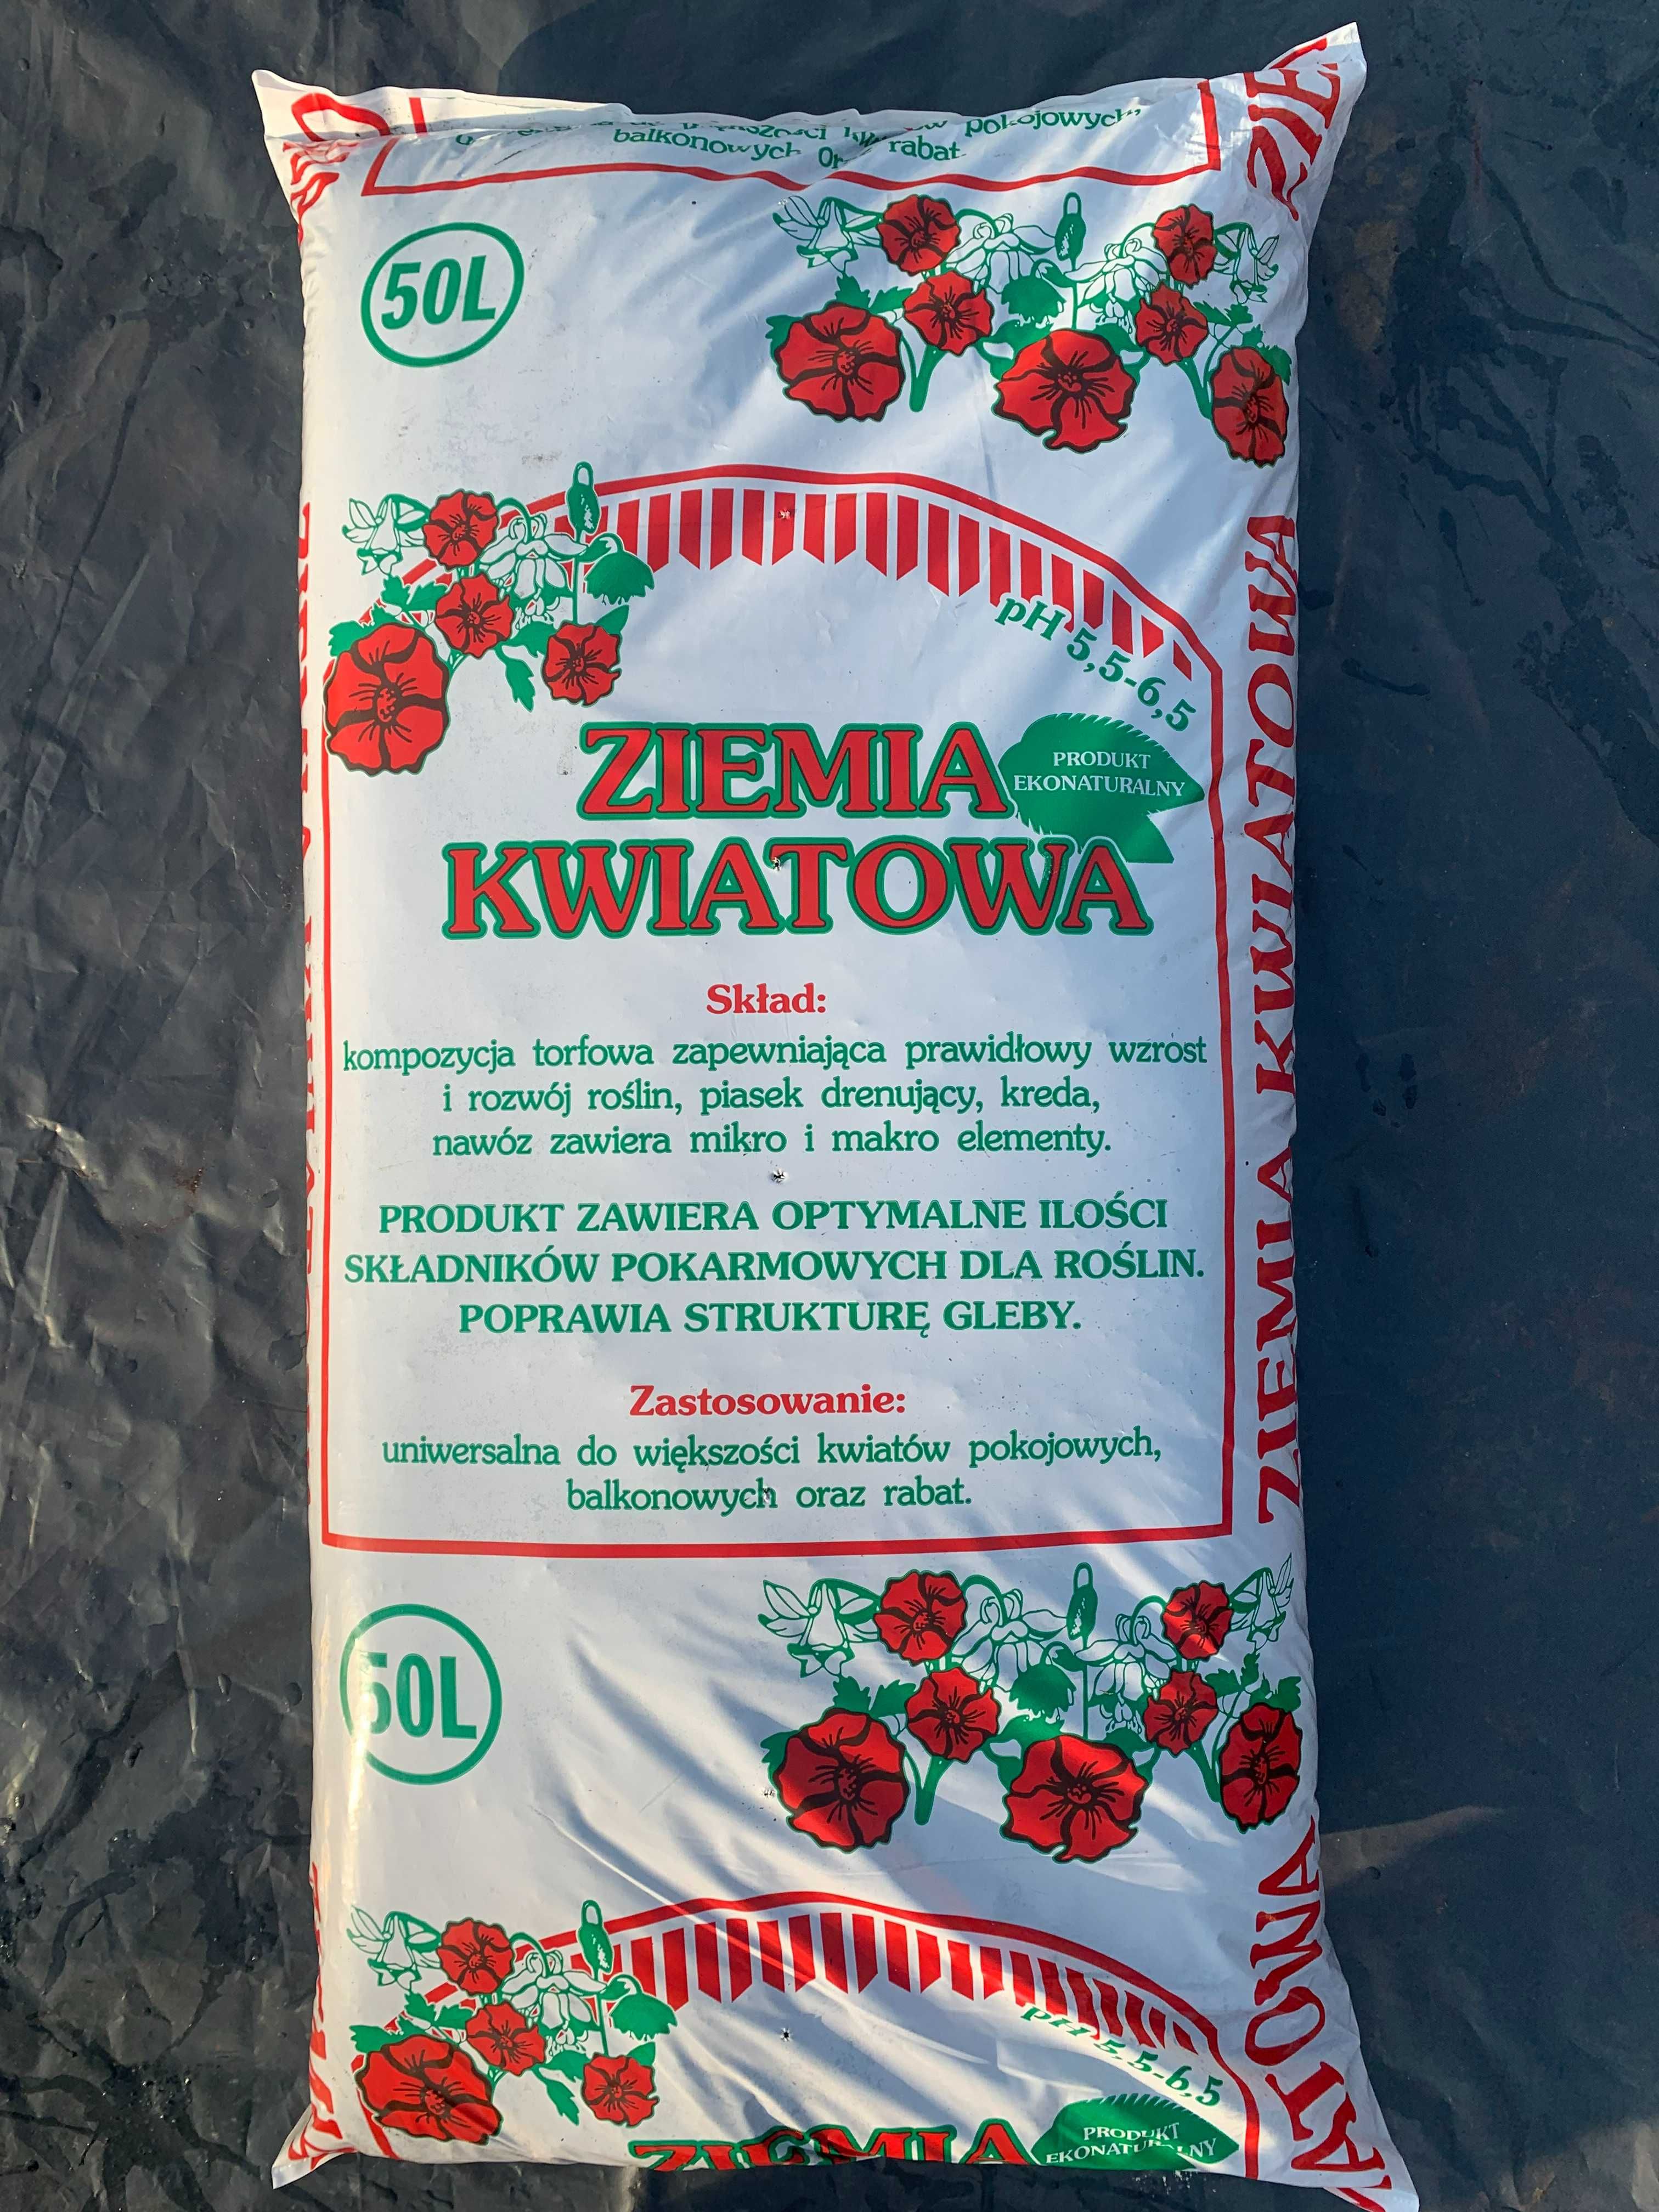 pokojowych,
balkonowych rabat
50L
pH 5,5-6,5
PRODUKT
EKONATURALNY
ZIEMIA
KWIATOWA
Skład:
kompozycja torfowa zapewniająca prawidłowy wzrost
i rozwój roślin, piasek drenujący, kreda,
nawóz zawiera mikro i makro elementy.
PRODUKT ZAWIERA OPTYMALNE ILOŚCI
SKŁADNIKÓW POKARMOWYCH DLA ROŚLIN.
POPRAWIA STRUKTURĘ GLEBY.
Zastosowanie:
uniwersalna do większości kwiatów pokojowych,
balkonowych oraz rabat.
ZIEMIA KWIATOWA
50L
pH 5,5-6,5
PRODUKT
EKONATURALNY
ZIEMIA